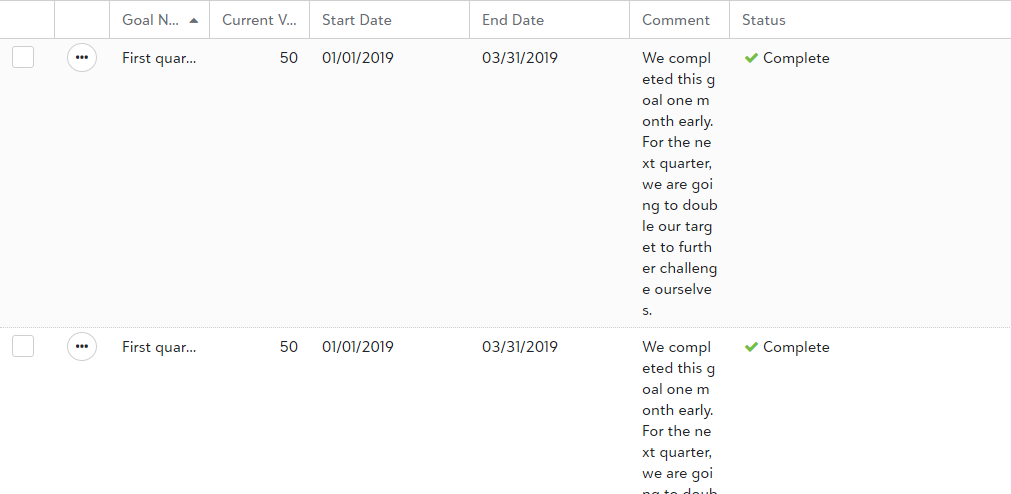 Goal N... Current V... Start Date End Date Comment Status
First quar... 50 01/01/2019 03/31/2019 We compl Complete
eted this g
oal one m
onth early.
For the ne
xt quarter,
we are goi
ng to doub
le our targ
et to furth
er challeng
e ourselve
s.
First quar... 50 01/01/2019 03/31/2019 We compl Complete
eted this g
oal one m
onth early.
For the ne
xt quarter,
we are goi
ng to doub